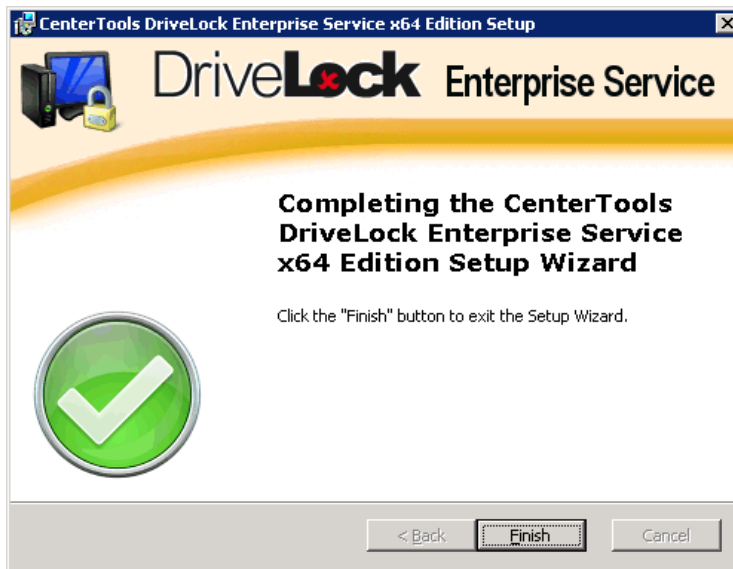 CenterTools DriveLock Enterprise Service x64 Edition Setup
DriveLock Enterprise Service
Completing the CenterTools
DriveLock Enterprise Service
x64 Edition Setup Wizard
Click the "Finish" button to exit the Setup Wizard.
< Back Finish Cancel